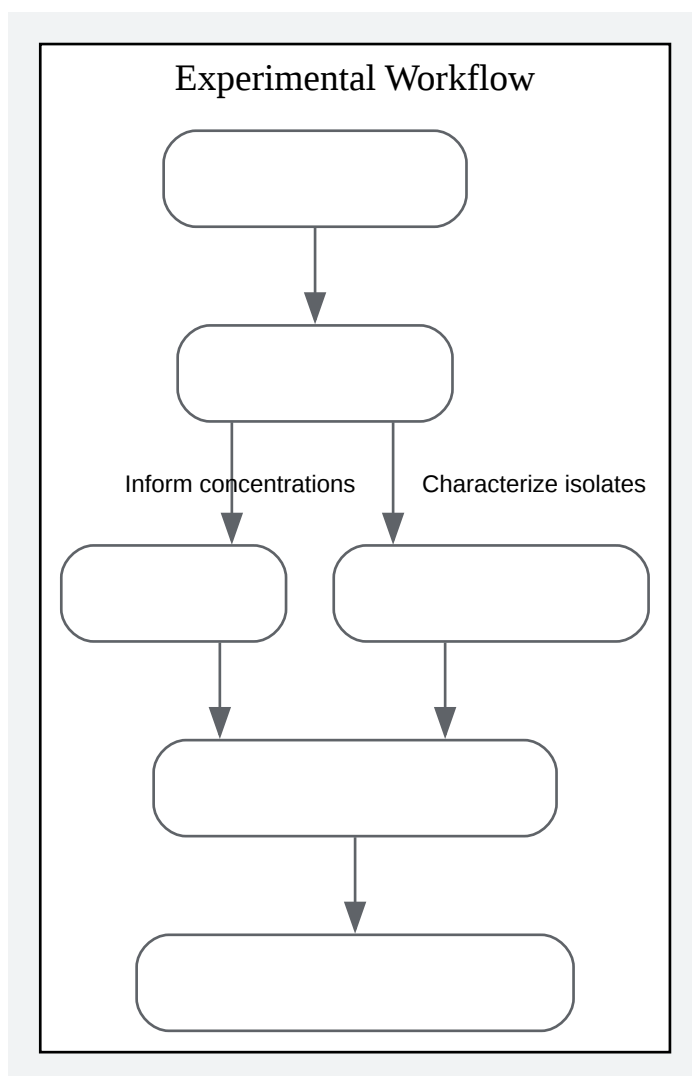 Experimental Workflow
Inform concentrations
Characterize isolates